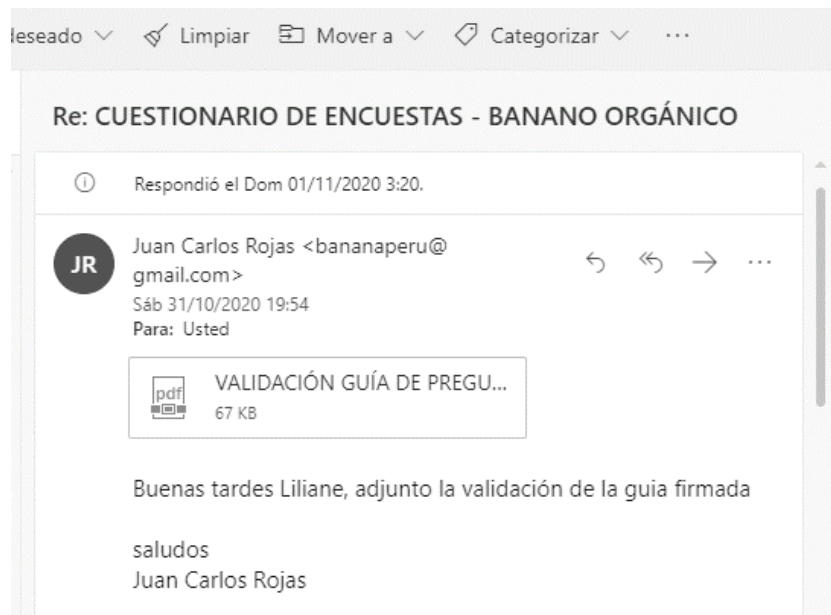 Limpiar Mover a Categorizar ...
Re: CUESTIONARIO DE ENCUESTAS - BANANO ORGÁNICO
Respondió el Dom 01/11/2020 3:20.
JR
Juan Carlos Rojas <bananaperu@
gmail.com>
Sáb 31/10/2020 19:54
Para: Usted
pdf
VALIDACIÓN GUÍA DE PREGU...
67 KB
Buenas tardes Liliane, adjunto la validación de la guia firmada
saludos
Juan Carlos Rojas